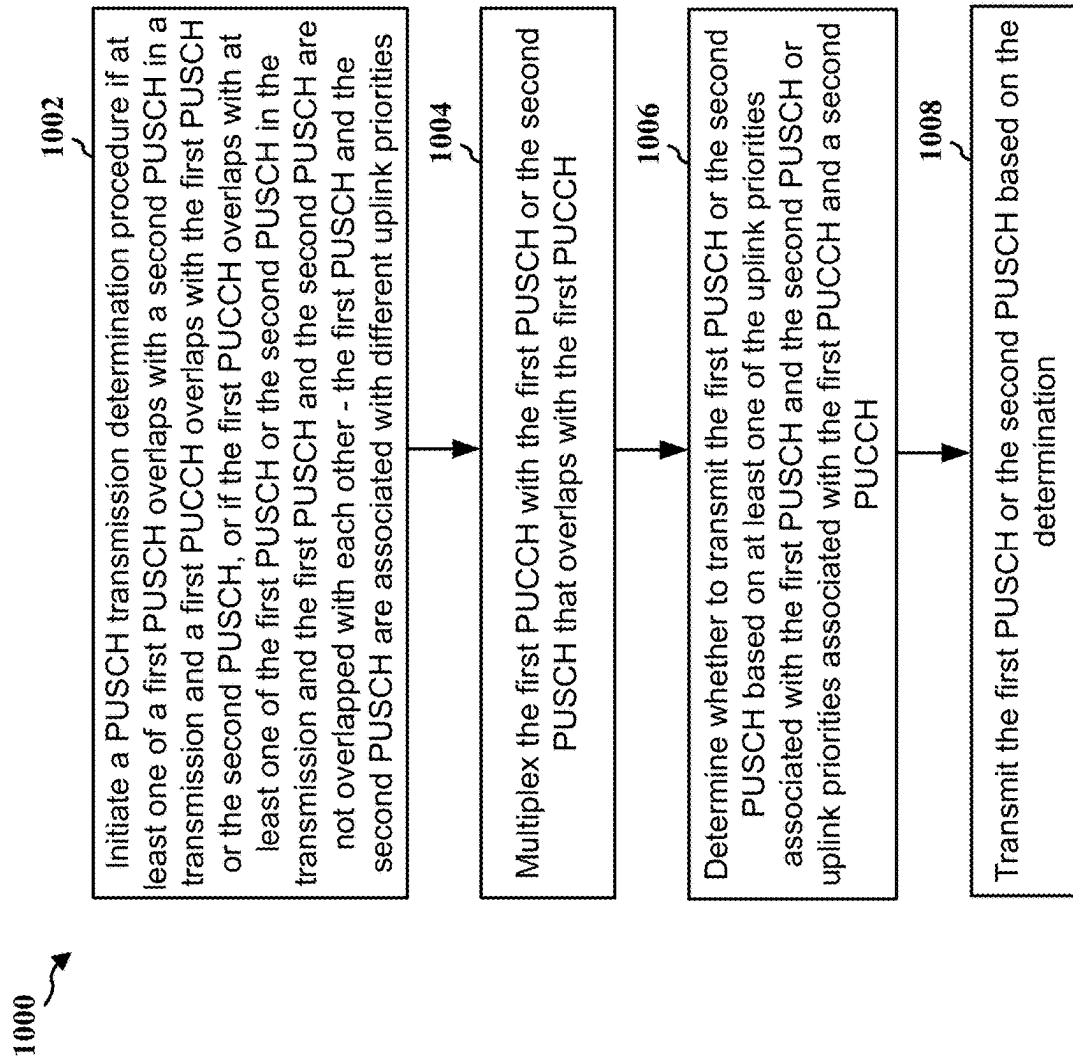 1000
1002
Initiate a PUSCH transmission determination procedure if at
least one of a first PUSCH overlaps with a second PUSCH in a
transmission and a first PUCCH overlaps with the first PUSCH
or the second PUSCH, or if the first PUCCH overlaps with at
least one of the first PUSCH or the second PUSCH in the
transmission and the first PUSCH and the second PUSCH are
not overlapped with each other - the first PUSCH and the
second PUSCH are associated with different uplink priorities
1004
Multiplex the first PUCCH with the first PUSCH or the second
PUSCH that overlaps with the first PUCCH
1006
Determine whether to transmit the first PUSCH or the second
PUSCH based on at least one of the uplink priorities
associated with the first PUSCH and the second PUSCH or
uplink priorities associated with the first PUCCH and a second
PUCCH
1008
Transmit the first PUSCH or the second PUSCH based on the
determination